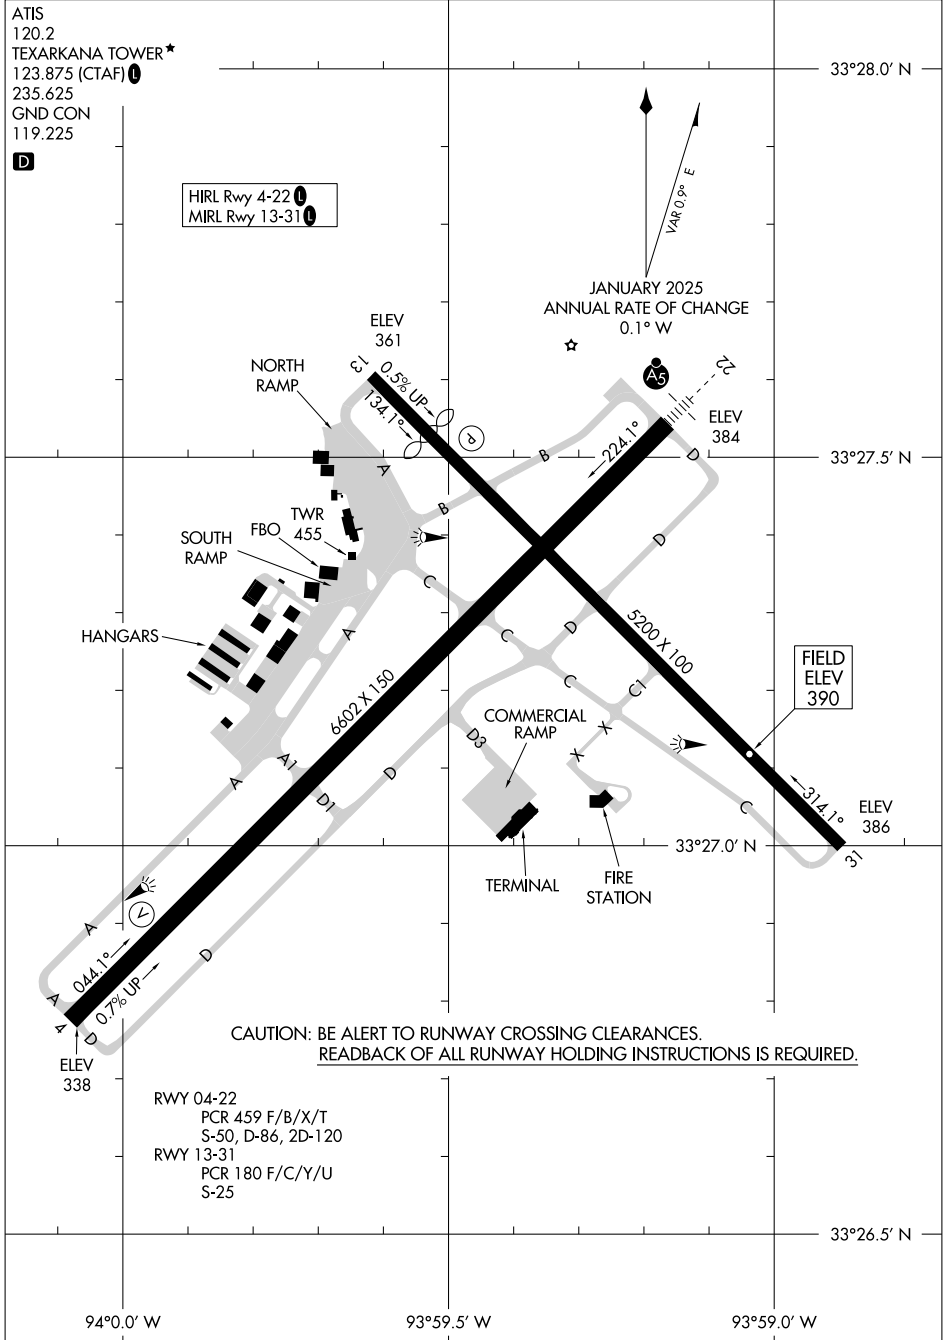 ATIS
120.2
TEXARKANA TOWER
123.875 (CTAF) L
235.625
GND CON
119.225
D
33°28.0' N
HIRL Rwy 4-22 L
MIRL Rwy 13-31 L
VAR 0.9° E
JANUARY 2025
ANNUAL RATE OF CHANGE
0.1° W
ELEV
361
NORTH
RAMP
13
0.5% UP
134.1°
A5
22
ELEV
384
224.1°
P
33°27.5' N
A
B
B
D
D
TWR
455
FBO
SOUTH
RAMP
C
C
A
D
5200 X 100
HANGARS
C
C1
FIELD
ELEV
390
6602 X 150
COMMERCIAL
RAMP
D3
X
X
A1
D
A
D1
C
314.1°
ELEV
386
31
33°27.0' N
TERMINAL
FIRE
STATION
V
A
D
044.1°
0.7% UP
A
4
D
ELEV
338
CAUTION: BE ALERT TO RUNWAY CROSSING CLEARANCES.
READBACK OF ALL RUNWAY HOLDING INSTRUCTIONS IS REQUIRED.
RWY 04-22
PCR 459 F/B/X/T
S-50, D-86, 2D-120
RWY 13-31
PCR 180 F/C/Y/U
S-25
33°26.5' N
94°0.0' W
93°59.5' W
93°59.0' W